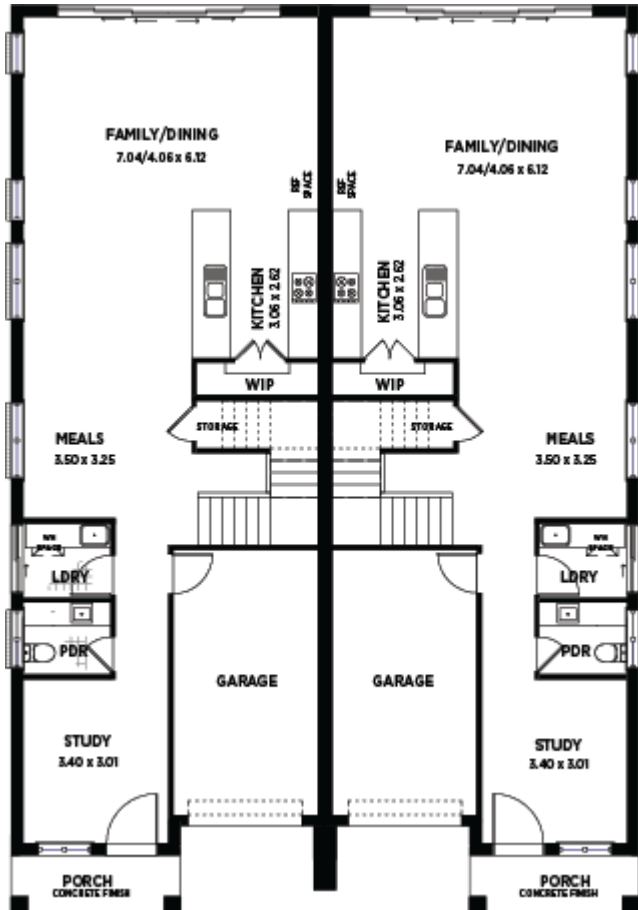 FAMILY/DINING
7.04/4.06 x 6.12
FAMILY/DINING
7.04/4.06 x 6.12
REF
SPACE
REF
SPACE
KITCHEN
3.06 x 2.62
KITCHEN
3.06 x 2.62
WIP
WIP
STORAGE
STORAGE
MEALS
3.50 x 3.25
MEALS
3.50 x 3.25
WM
SPACE
WM
SPACE
LDRY
LDRY
PDR
PDR
GARAGE
GARAGE
STUDY
3.40 x 3.01
STUDY
3.40 x 3.01
PORCH
CONCRETE FINISH
PORCH
CONCRETE FINISH